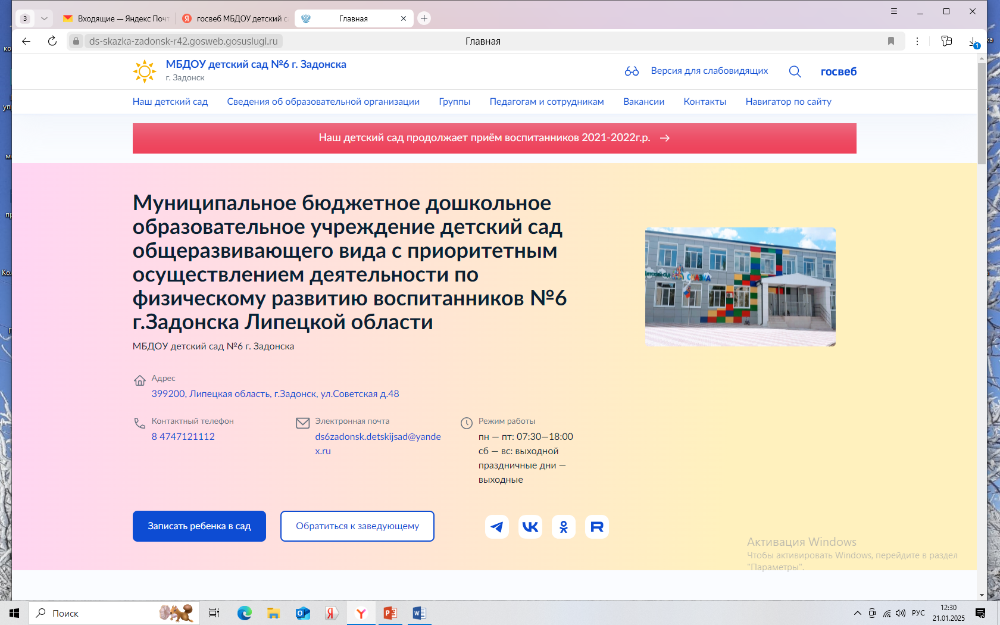 3
Входящие — Яндекс Почт
госвеб МБДОУ детский с
Главная
ds-skazka-zadonsk-r42.gosweb.gosuslugi.ru
Главная
1
МБДОУ детский сад №6 г. Задонска
г. Задонск
Версия для слабовидящих
госвеб
Наш детский сад
Сведения об образовательной организации
Группы
Педагогам и сотрудникам
Вакансии
Контакты
Навигатор по сайту
Наш детский сад продолжает приём воспитанников 2021-2022г.р.
Муниципальное бюджетное дошкольное
образовательное учреждение детский сад
общеразвивающего вида с приоритетным
осуществлением деятельности по
физическому развитию воспитанников №6
г.Задонска Липецкой области
МБДОУ детский сад №6 г. Задонска
Детский сад СКАЗКА
Адрес
399200, Липецкая область, г.Задонск, ул.Советская д.48
Контактный телефон
8 4747121112
Электронная почта
ds6zadonsk.detskijsad@yande
x.ru
Режим работы
пн — пт: 07:30—18:00
сб — вс: выходной
праздничные дни —
выходные
Записать ребенка в сад
Обратиться к заведующему
Активация Windows
Чтобы активировать Windows, перейдите в раздел
"Параметры".
Поиск
РУС
12:30
21.01.2025